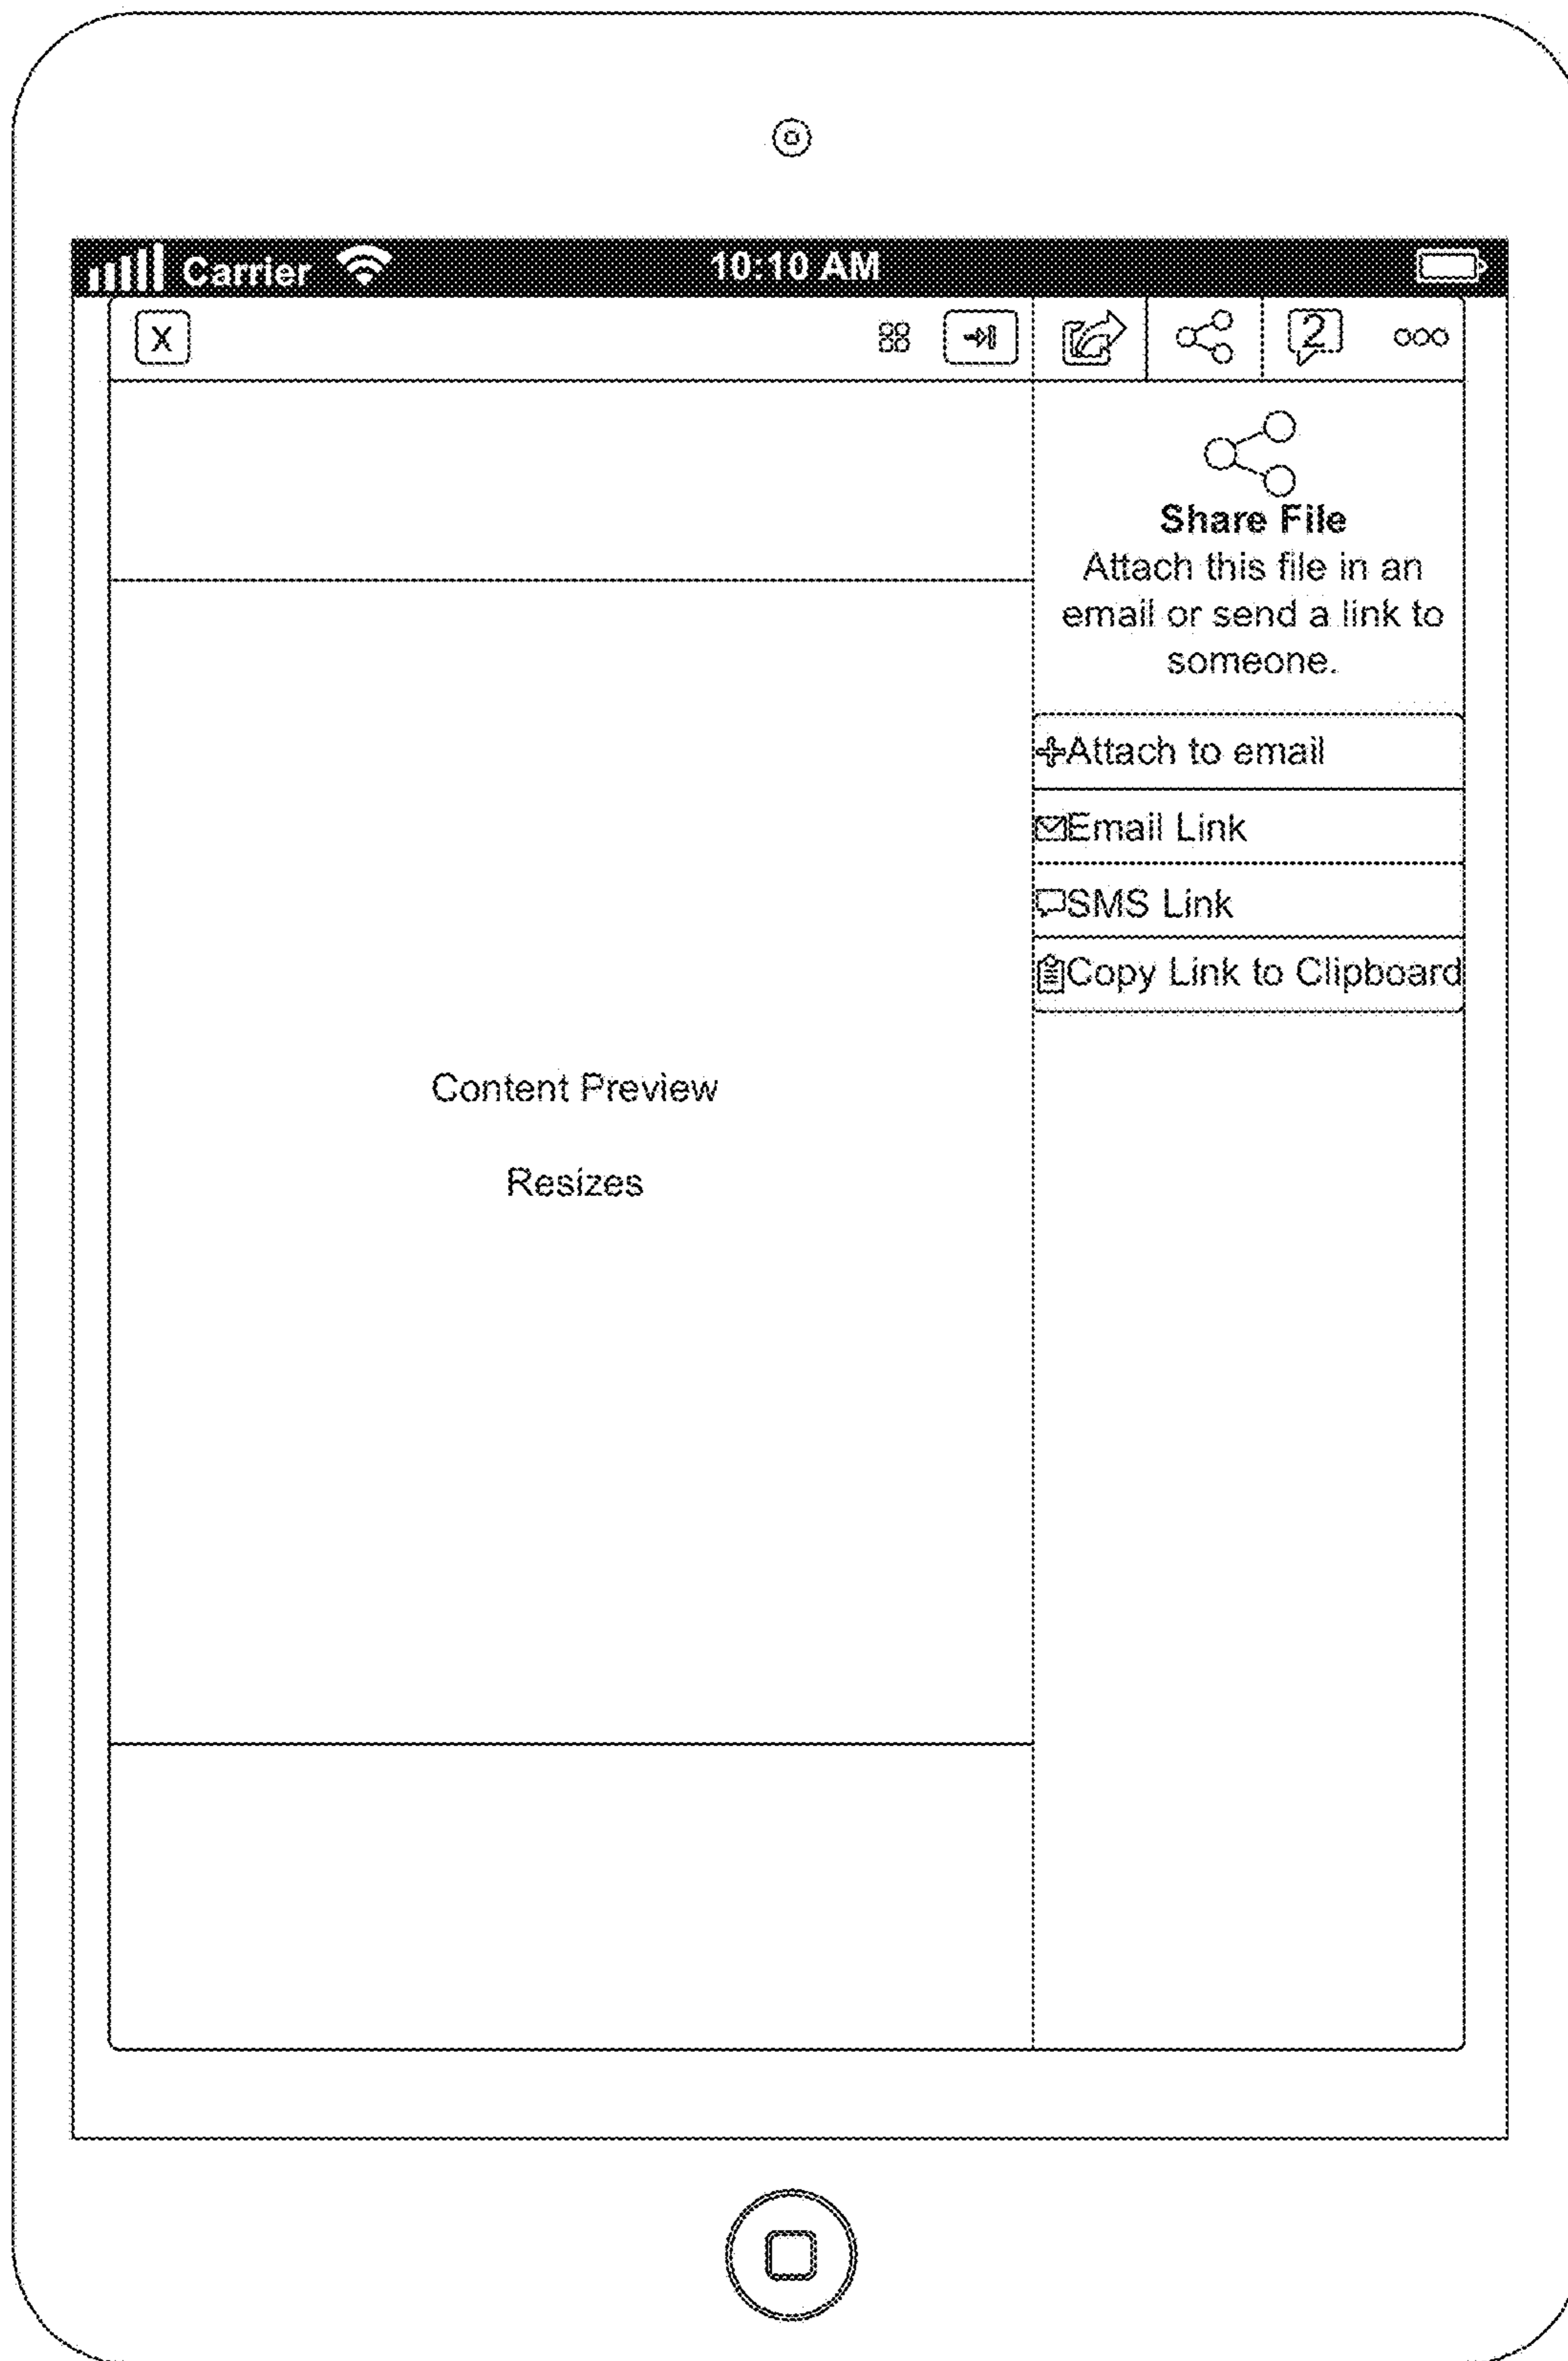 Carrier
10:10 AM
X
2
Share File
Attach this file in an
email or send a link to
someone.
Attach to email
Email Link
SMS Link
Copy Link to Clipboard
Content Preview
Resizes